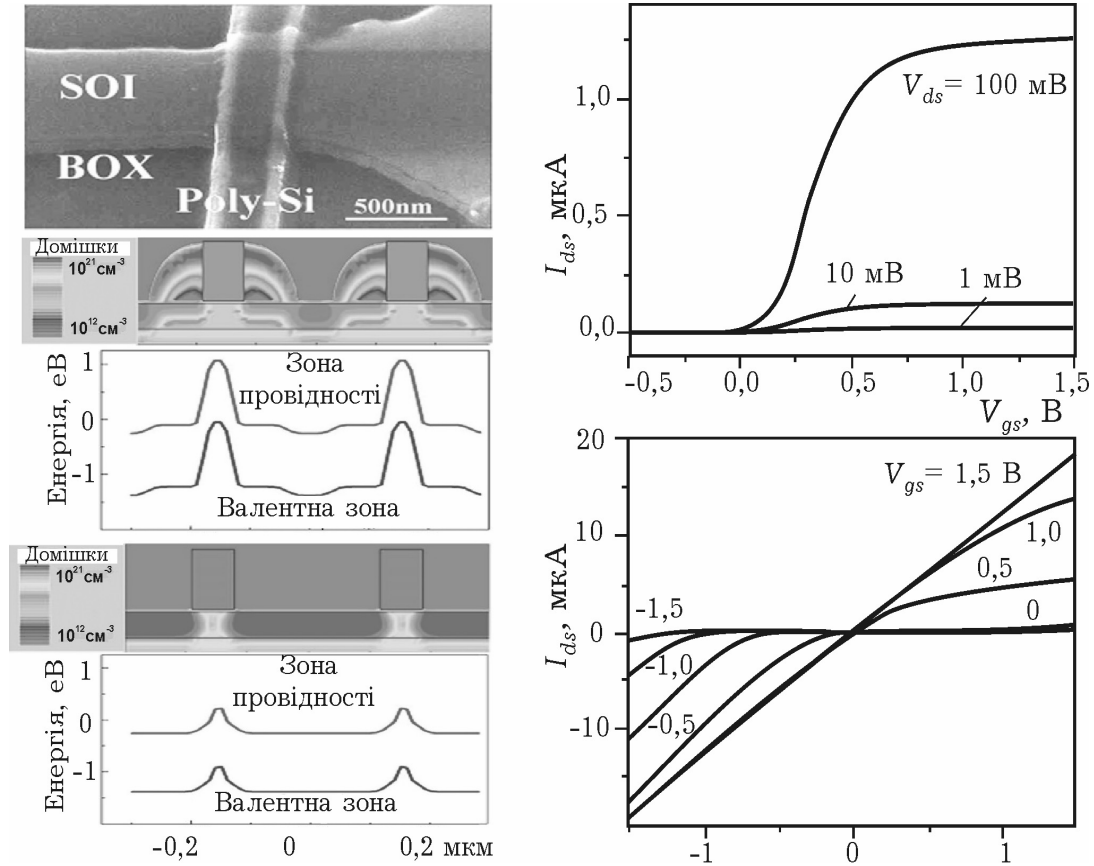 SOI
BOX
Poly-Si
500nm
Домішки
10²¹см⁻³
10¹²см⁻³
Енергія, еВ
1
0
-1
Зона
провідності
Валентна зона
Домішки
10²¹см⁻³
10¹²см⁻³
Енергія, еВ
1
0
-1
Зона
провідності
Валентна зона
-0,2 0 0,2 мкм
I_ds, мкА
1,0
0,5
0,0
V_ds= 100 мВ
10 мВ
1 мВ
-0,5 0,0 0,5 1,0 1,5
V_gs, В
I_ds, мкА
20
10
0
-10
V_gs= 1,5 В
1,0
0,5
0
-1,5
-1,0
-0,5
-1 0 1